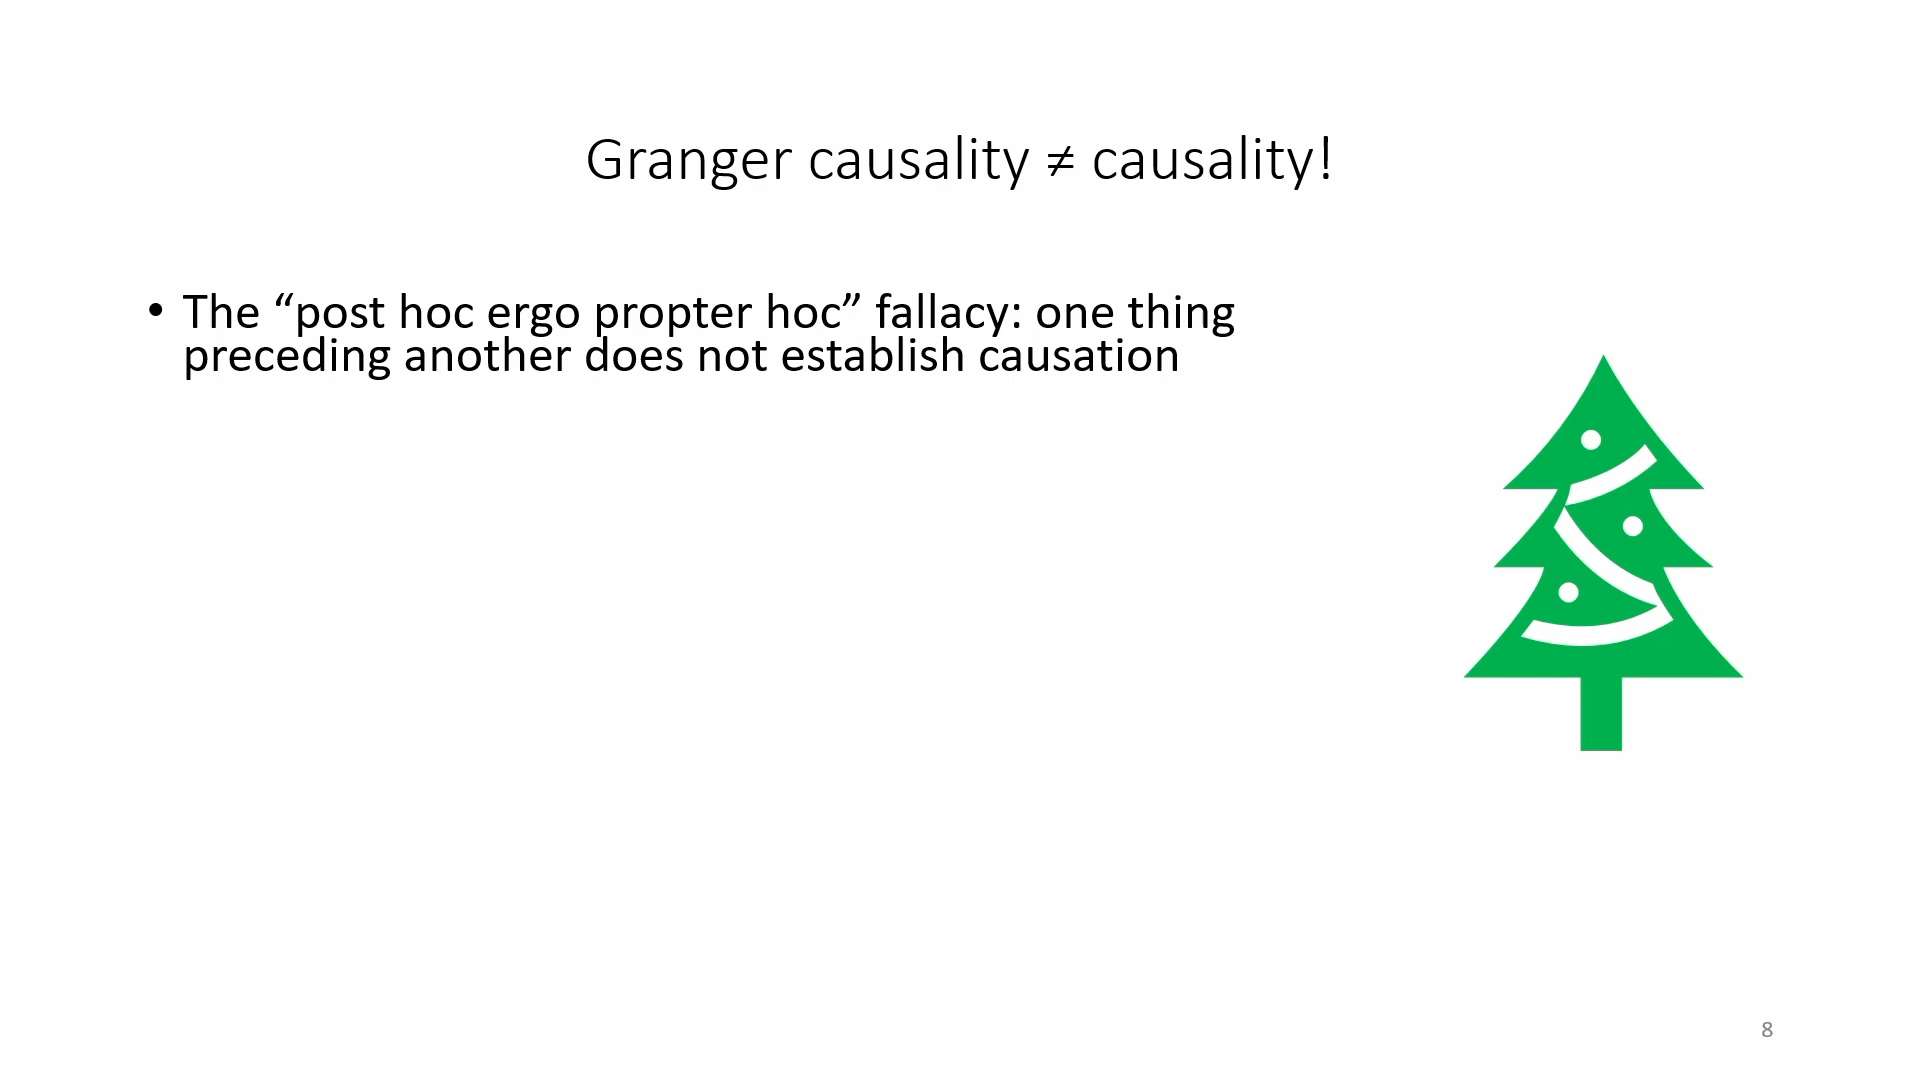 Granger causality ≠ causality!
• The “post hoc ergo propter hoc” fallacy: one thing
preceding another does not establish causation
8